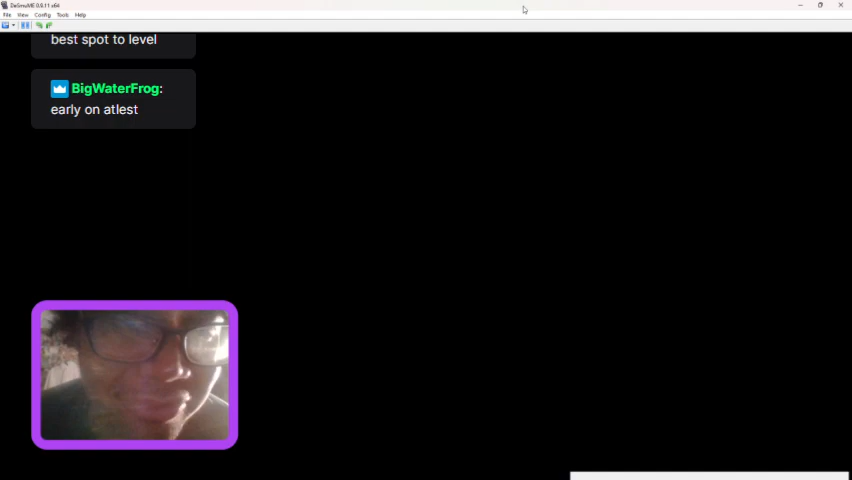 DeSmuME 0.9.11 x64
File View Config Tools Help
best spot to level
BigWaterFrog:
early on atlest